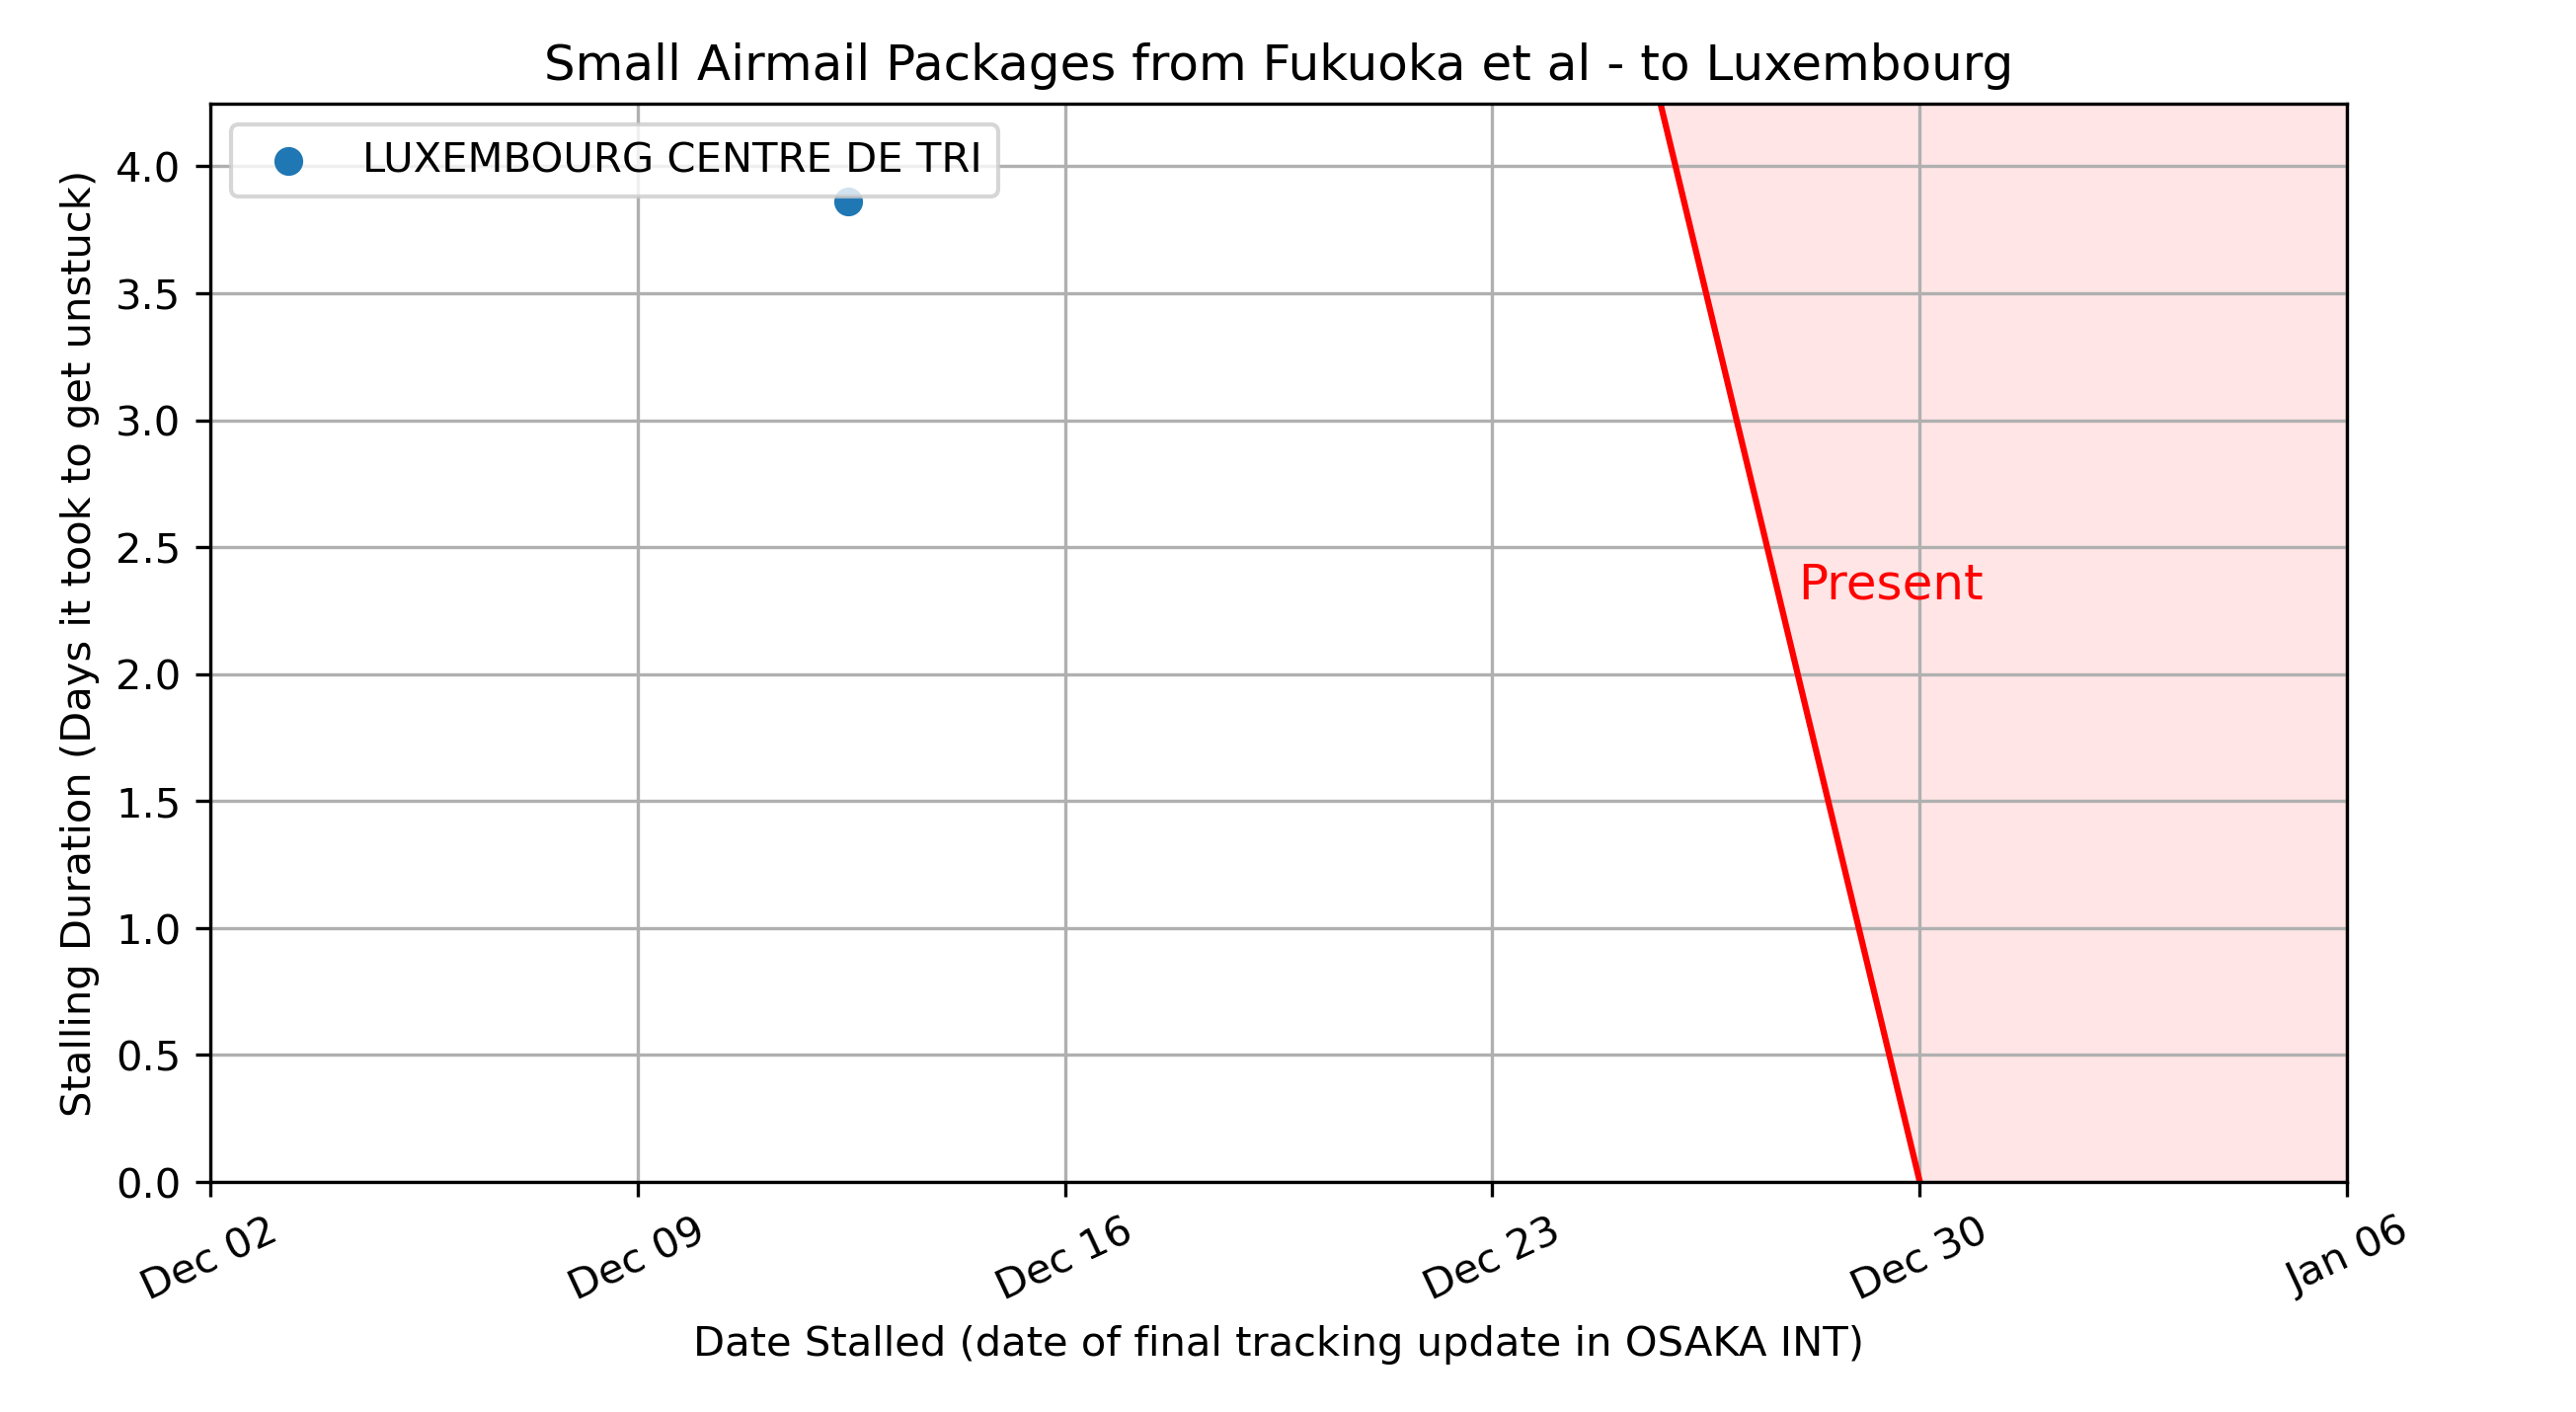 Small Airmail Packages from Fukuoka et al - to Luxembourg
LUXEMBOURG CENTRE DE TRI
Stalling Duration (Days it took to get unstuck)
4.0
3.5
3.0
2.5
2.0
1.5
1.0
0.5
0.0
Present
Dec 02
Dec 09
Dec 16
Dec 23
Dec 30
Jan 06
Date Stalled (date of final tracking update in OSAKA INT)